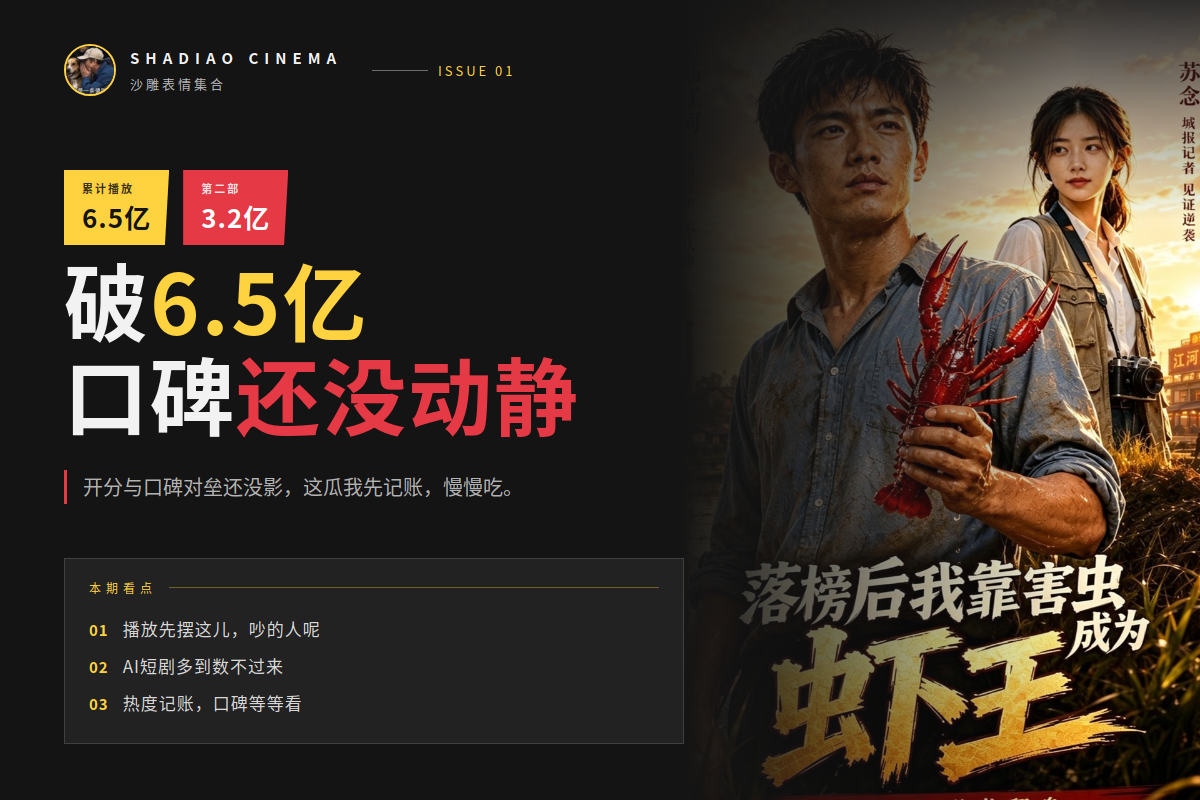 SHADIAO CINEMA
沙雕表情集合
ISSUE 01
累计播放
6.5亿
第二部
3.2亿
破6.5亿
口碑还没动静
开分与口碑对垒还没影，这瓜我先记账，慢慢吃。
本期看点
01 播放先摆这儿，吵的人呢
02 AI短剧多到数不过来
03 热度记账，口碑等等看
苏念
城报记者 见证逆袭
江河
落榜后我靠害虫
成为
虾王